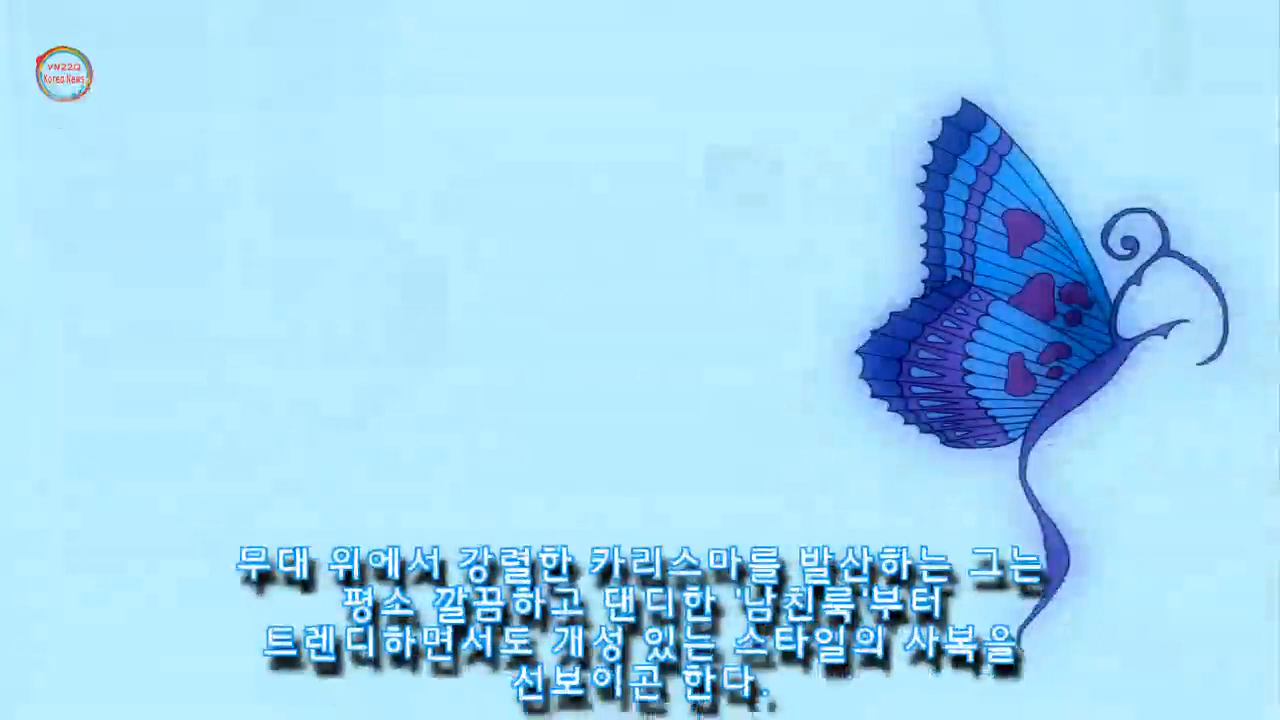 VN22Q
Korea News
무대 위에서 강렬한 카리스마를 발산하는 그는
평소 깔끔하고 댄디한 '남친룩'부터
트렌디하면서도 개성 있는 스타일의 사복을
선보이곤 한다.